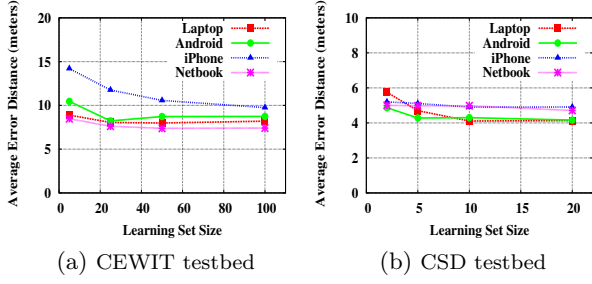 Average Error Distance (meters)
20
15
10
5
0
0 20 40 60 80 100
Learning Set Size
Laptop
Android
iPhone
Netbook
(a) CEWIT testbed
Average Error Distance (meters)
10
8
6
4
2
0
0 5 10 15 20
Learning Set Size
Laptop
Android
iPhone
Netbook
(b) CSD testbed